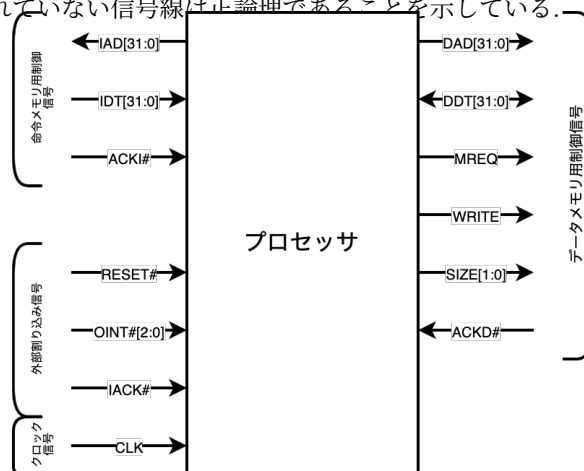 れていない信号線は正論理であることを示している.
命令メモリ用制御
信号
IAD[31:0]
IDT[31:0]
ACKI#
外部割り込み信号
RESET#
OINT#[2:0]
IACK#
クロック
信号
CLK
プロセッサ
DAD[31:0]
DDT[31:0]
MREQ
WRITE
SIZE[1:0]
ACKD#
データメモリ用制御信号